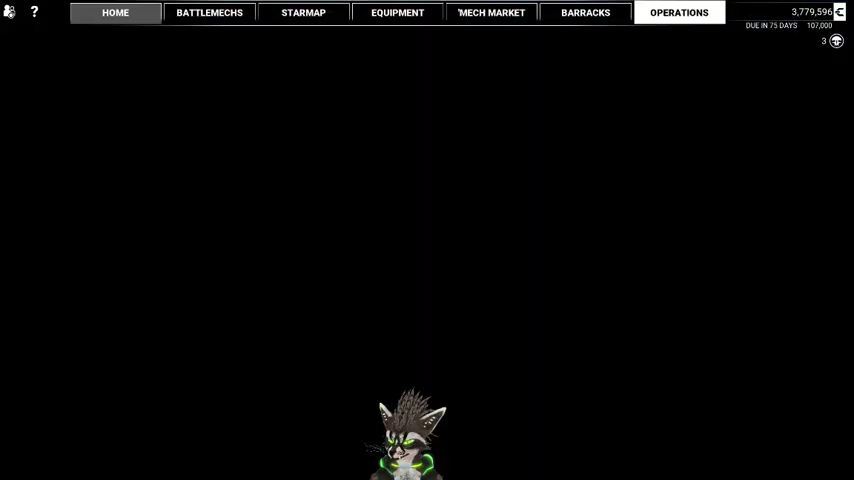 ? HOME BATTLEMECHS STARMAP EQUIPMENT 'MECH MARKET BARRACKS OPERATIONS 3,779,596
DUE IN 75 DAYS 107,000
3